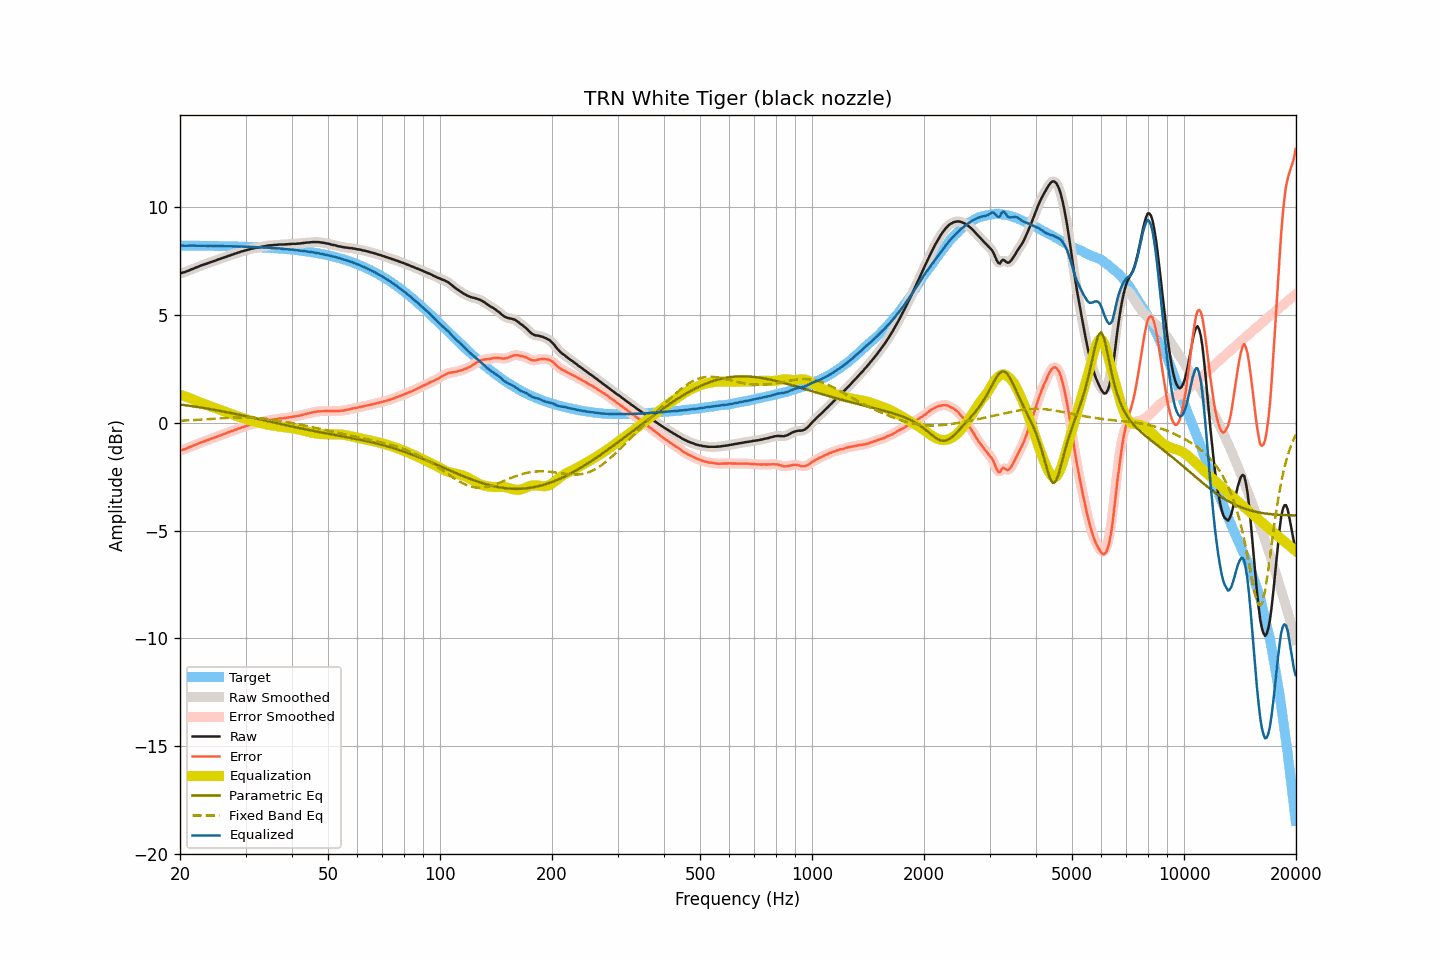 TRN White Tiger (black nozzle)
Amplitude (dBr)
10
5
0
−5
−10
−15
−20
Target
Raw Smoothed
Error Smoothed
Raw
Error
Equalization
Parametric Eq
Fixed Band Eq
Equalized
20 50 100 200 500 1000 2000 5000 10000 20000
Frequency (Hz)